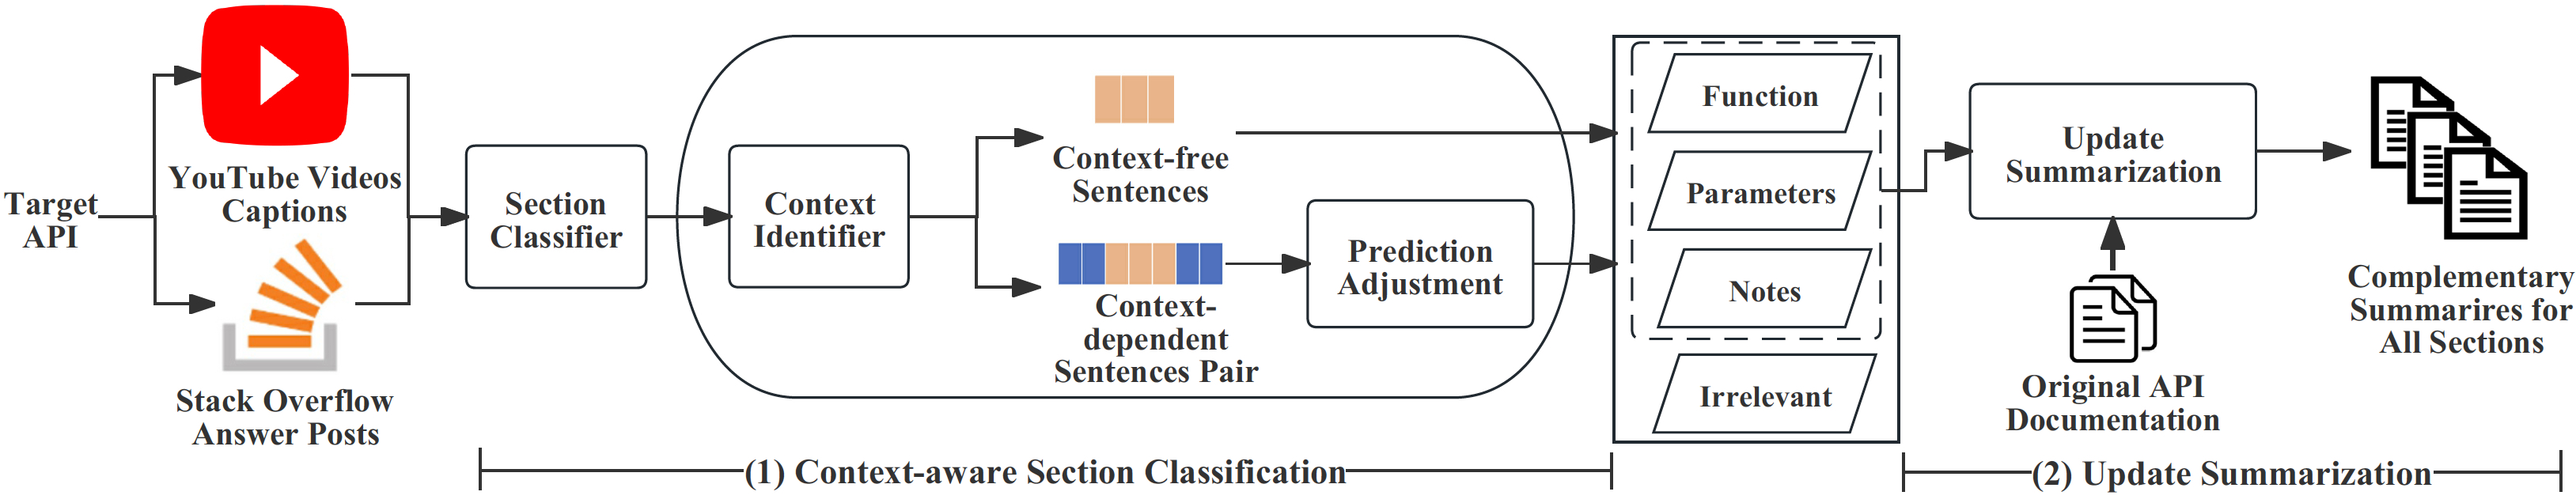 Target
API
YouTube Videos
Captions
Stack Overflow
Answer Posts
Section
Classifier
Context
Identifier
Context-free
Sentences
Context-
dependent
Sentences Pair
Prediction
Adjustment
Function
Parameters
Notes
Irrelevant
Update
Summarization
Original API
Documentation
Complementary
Summarires for
All Sections
(1) Context-aware Section Classification
(2) Update Summarization